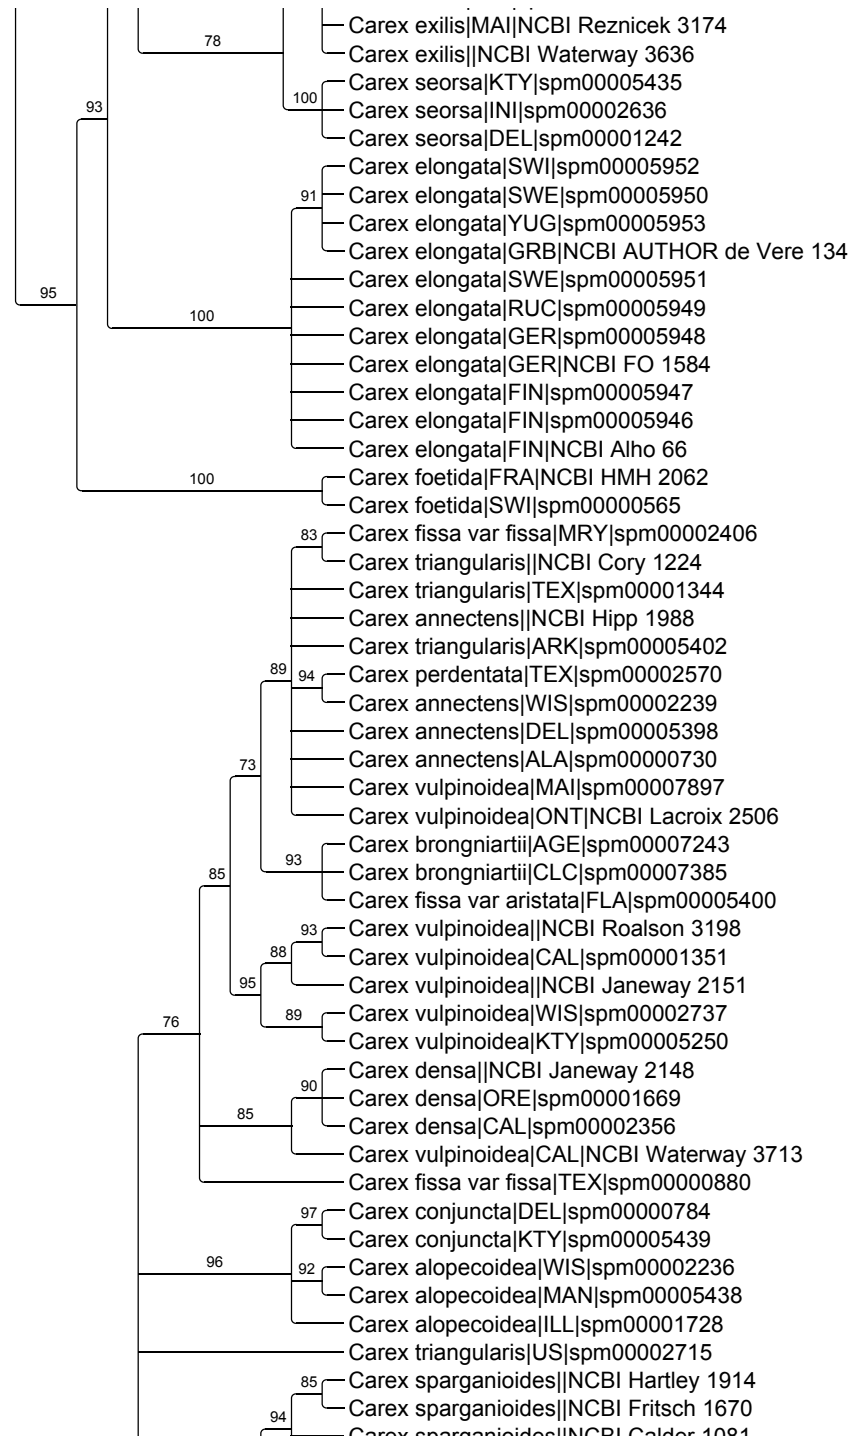 Carex exilis|MAI|NCBI Reznicek 3174
78
Carex exilis||NCBI Waterway 3636
Carex seorsa|KTY|spm00005435
100
Carex seorsa|INI|spm00002636
93
Carex seorsa|DEL|spm00001242
Carex elongata|SWI|spm00005952
91
Carex elongata|SWE|spm00005950
Carex elongata|YUG|spm00005953
Carex elongata|GRB|NCBI AUTHOR de Vere 134
Carex elongata|SWE|spm00005951
95
Carex elongata|RUC|spm00005949
100
Carex elongata|GER|spm00005948
Carex elongata|GER|NCBI FO 1584
Carex elongata|FIN|spm00005947
Carex elongata|FIN|spm00005946
Carex elongata|FIN|NCBI Alho 66
100
Carex foetida|FRA|NCBI HMH 2062
Carex foetida|SWI|spm00000565
83
Carex fissa var fissa|MRY|spm00002406
Carex triangularis||NCBI Cory 1224
Carex triangularis|TEX|spm00001344
Carex annectens||NCBI Hipp 1988
Carex triangularis|ARK|spm00005402
89
94
Carex perdentata|TEX|spm00002570
Carex annectens|WIS|spm00002239
Carex annectens|DEL|spm00005398
73
Carex annectens|ALA|spm00000730
Carex vulpinoidea|MAI|spm00007897
Carex vulpinoidea|ONT|NCBI Lacroix 2506
Carex brongniartii|AGE|spm00007243
93
Carex brongniartii|CLC|spm00007385
85
Carex fissa var aristata|FLA|spm00005400
93
Carex vulpinoidea||NCBI Roalson 3198
88
Carex vulpinoidea|CAL|spm00001351
95
Carex vulpinoidea||NCBI Janeway 2151
89
Carex vulpinoidea|WIS|spm00002737
76
Carex vulpinoidea|KTY|spm00005250
Carex densa||NCBI Janeway 2148
90
Carex densa|ORE|spm00001669
85
Carex densa|CAL|spm00002356
Carex vulpinoidea|CAL|NCBI Waterway 3713
Carex fissa var fissa|TEX|spm00000880
97
Carex conjuncta|DEL|spm00000784
Carex conjuncta|KTY|spm00005439
96
92
Carex alopecoidea|WIS|spm00002236
Carex alopecoidea|MAN|spm00005438
Carex alopecoidea|ILL|spm00001728
Carex triangularis|US|spm00002715
85
Carex sparganioides||NCBI Hartley 1914
94
Carex sparganioides||NCBI Fritsch 1670
Carex sparganioides||NCBI Calder 1081